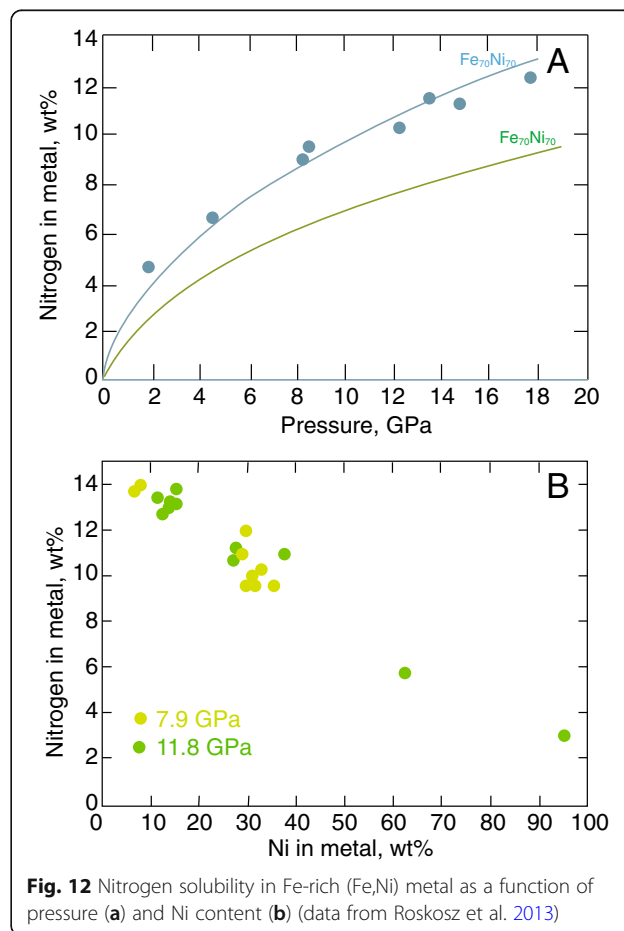 14
12
10
8
6
4
2
0
Nitrogen in metal, wt%
Fe70Ni70
A
Fe70Ni70
0 2 4 6 8 10 12 14 16 18 20
Pressure, GPa
14
12
10
8
6
4
2
0
Nitrogen in metal, wt%
B
7.9 GPa
11.8 GPa
0 10 20 30 40 50 60 70 80 90 100
Ni in metal, wt%
Fig. 12 Nitrogen solubility in Fe-rich (Fe,Ni) metal as a function of
pressure (a) and Ni content (b) (data from Roskosz et al. 2013)